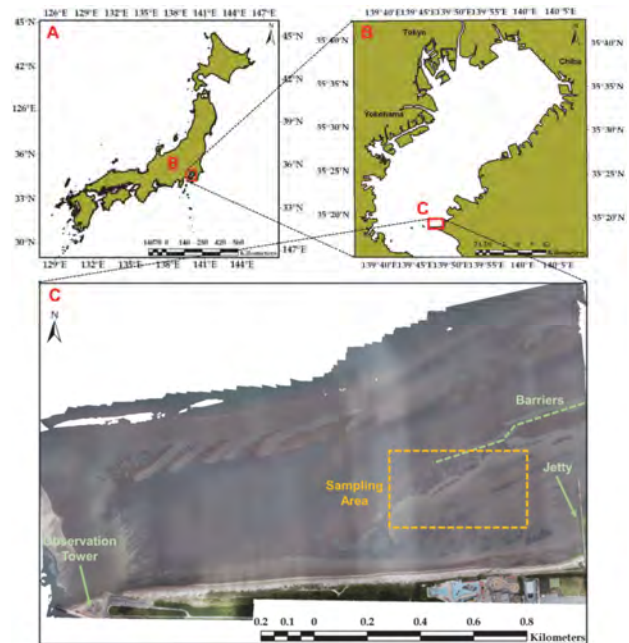 126°E 129°E 132°E 135°E 138°E 141°E 144°E 147°E
45°N
A
N
45°N
42°N
42°N
126°E
39°N
36°N
B
36°N
33°N
33°N
30°N
Kilometers
129°E 132°E 135°E 138°E 141°E
147°E
139°40'E 139°45'E 139°50'E 139°55'E 140°E 140°5'E
B
Tokyo
N
35°40'N
35°40'N
Chiba
35°35'N
35°35'N
Yokohama
35°30'N
35°30'N
35°25'N
35°25'N
C
35°20'N
35°20'N
Kilometers
139°40'E 139°45'E 139°50'E 139°55'E 140°E 140°5'E
C
N
Barriers
Sampling
Area
Jetty
Observation
Tower
0.2 0.1 0 0.2 0.4 0.6 0.8
Kilometers